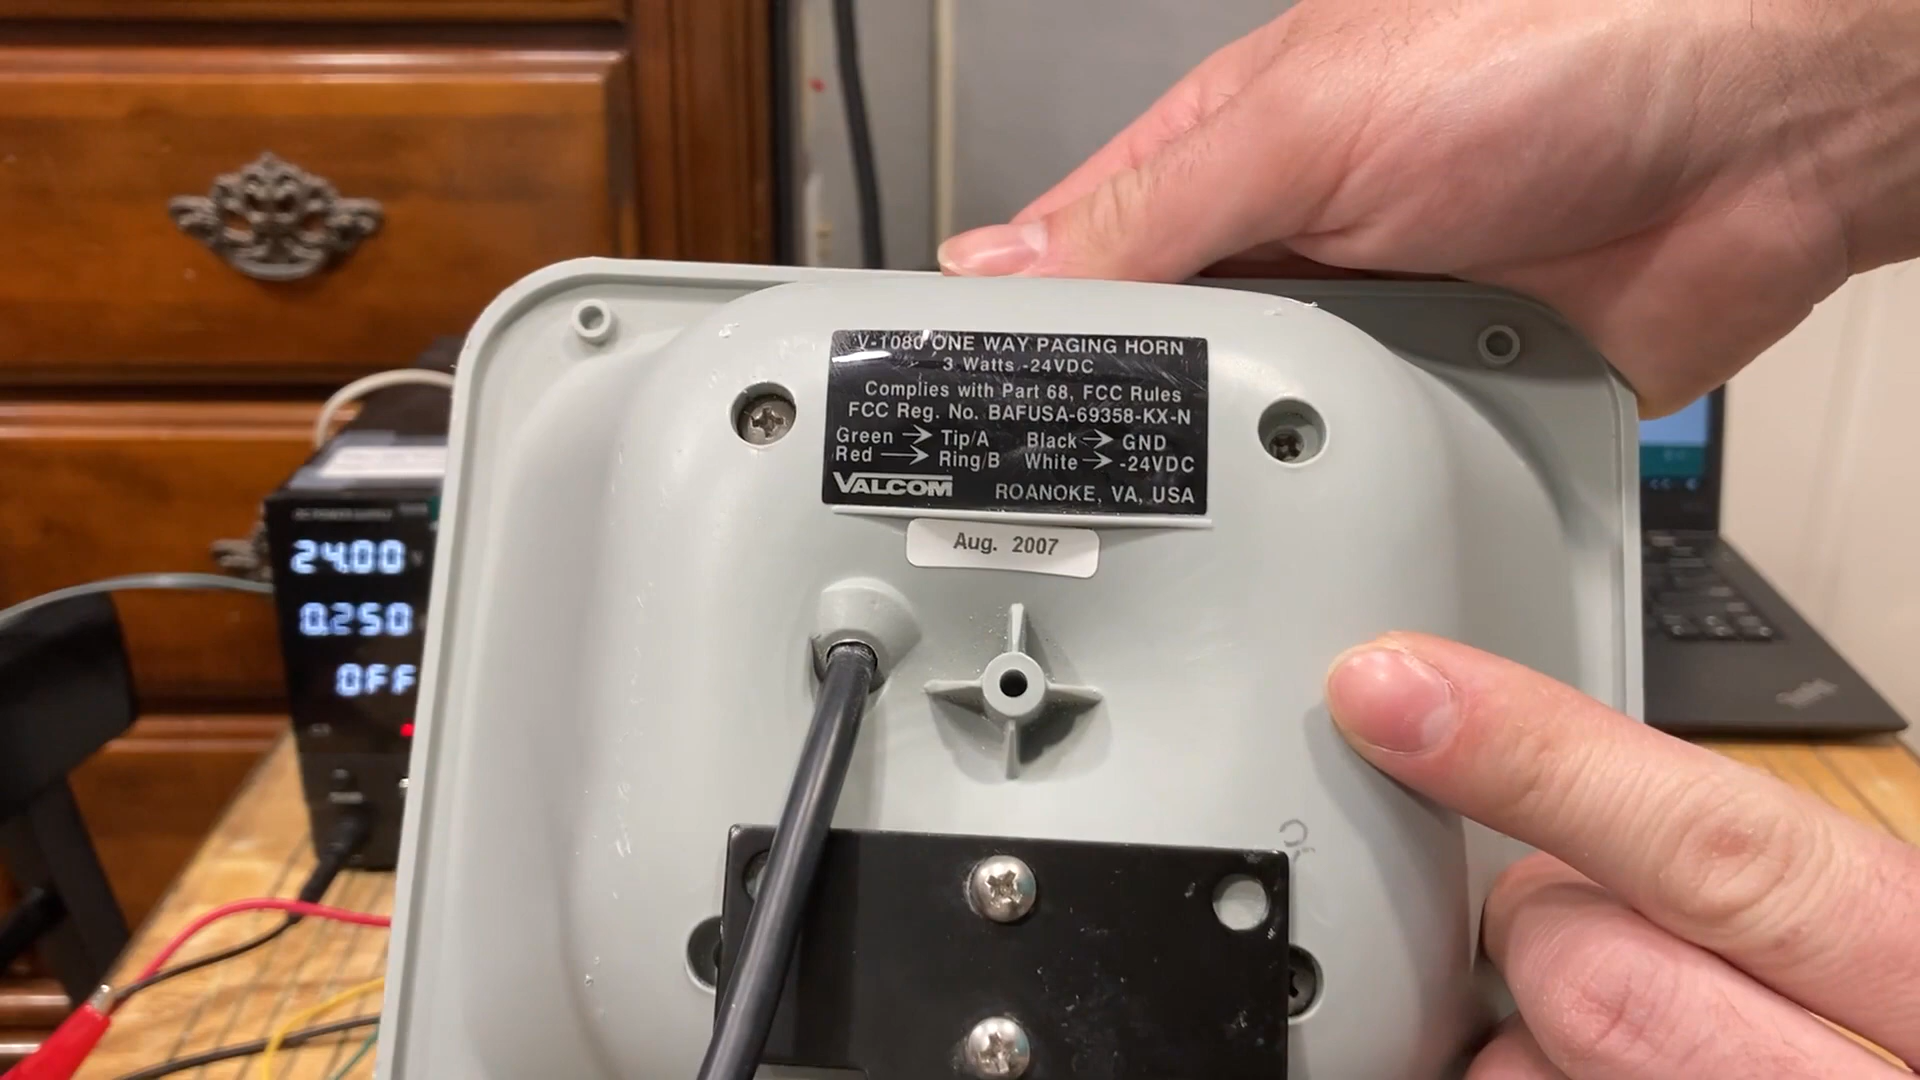 V-1080 ONE WAY PAGING HORN
3 Watts -24VDC
Complies with Part 68, FCC Rules
FCC Reg. No. BAFUSA-69358-KX-N
Green → Tip/A Black → GND
Red → Ring/B White → -24VDC
VALCOM ROANOKE, VA, USA
Aug. 2007
24.00
0.250
OFF
ThinkPad